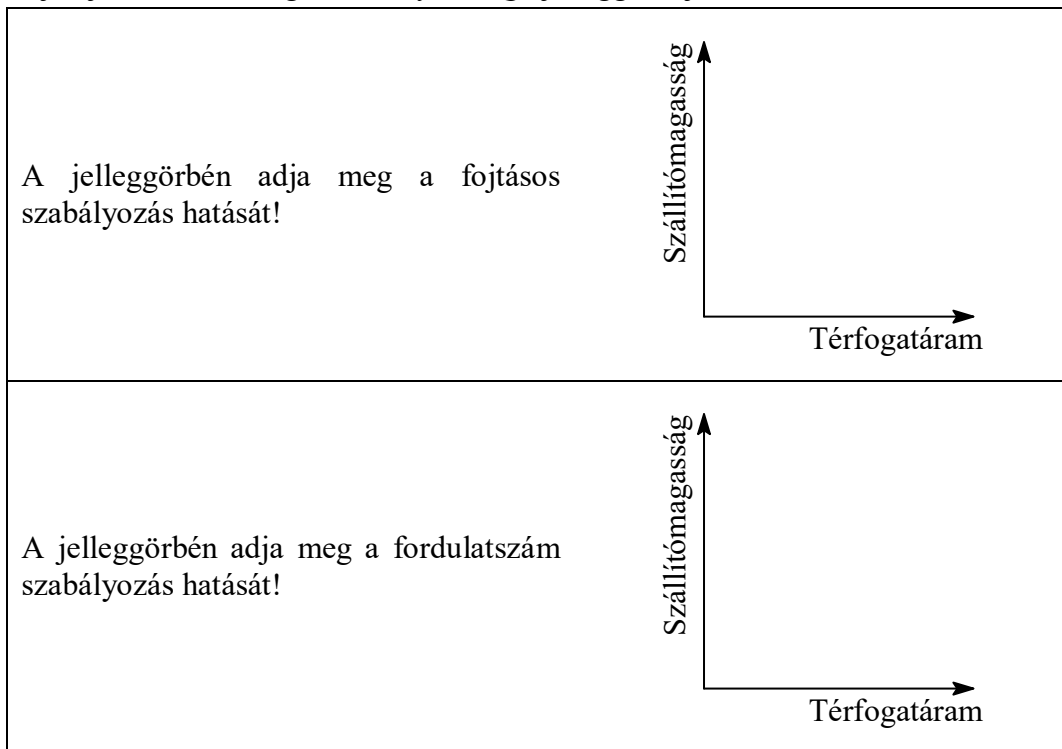 A jelleggörbén adja meg a fojtásos
szabályozás hatását!
Szállítómagasság
Térfogatáram
A jelleggörbén adja meg a fordulatszám
szabályozás hatását!
Szállítómagasság
Térfogatáram